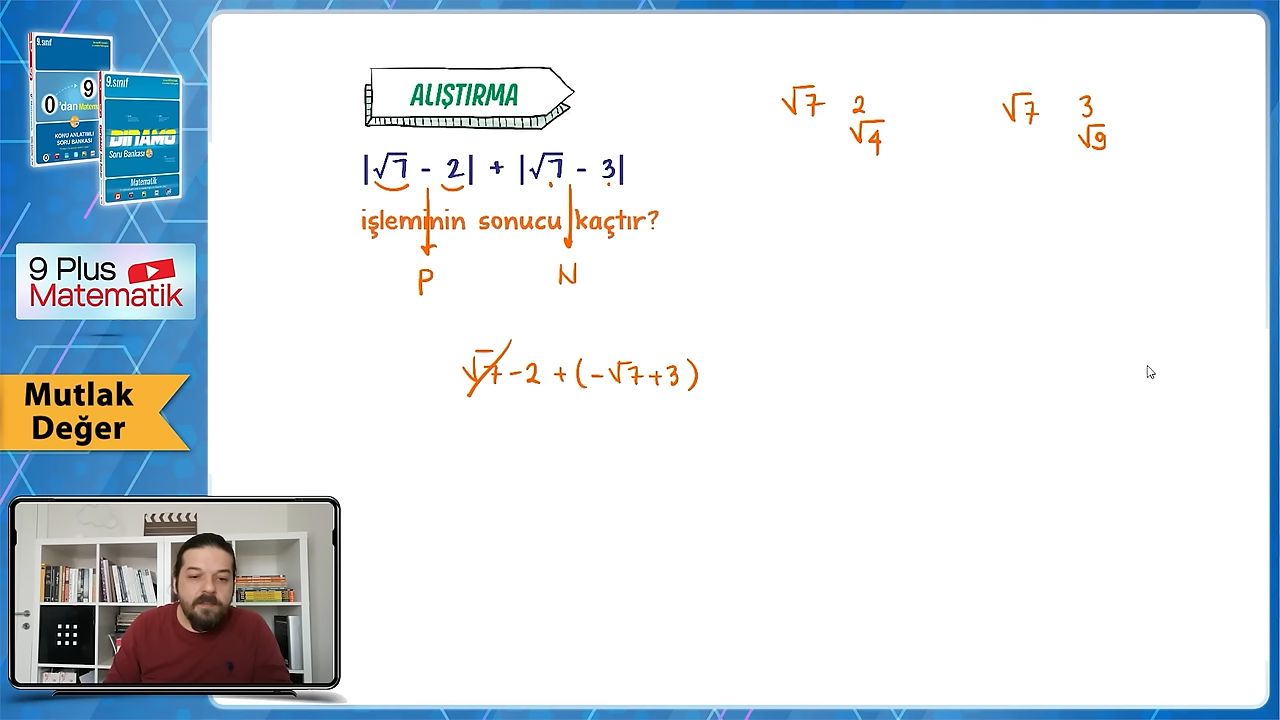 9.sınıf
0'dan 9
KONU ANLATIMLI
SORU BANKASI
9.sınıf
DİNAMO
Soru Bankası
Matematik
9 Plus
Matematik
Mutlak
Değer
ALIŞTIRMA
|√7 - 2| + |√7 - 3|
işleminin sonucu kaçtır?
P N
√7 - 2 + (-√7 + 3)
√7 2
√4
√7 3
√9